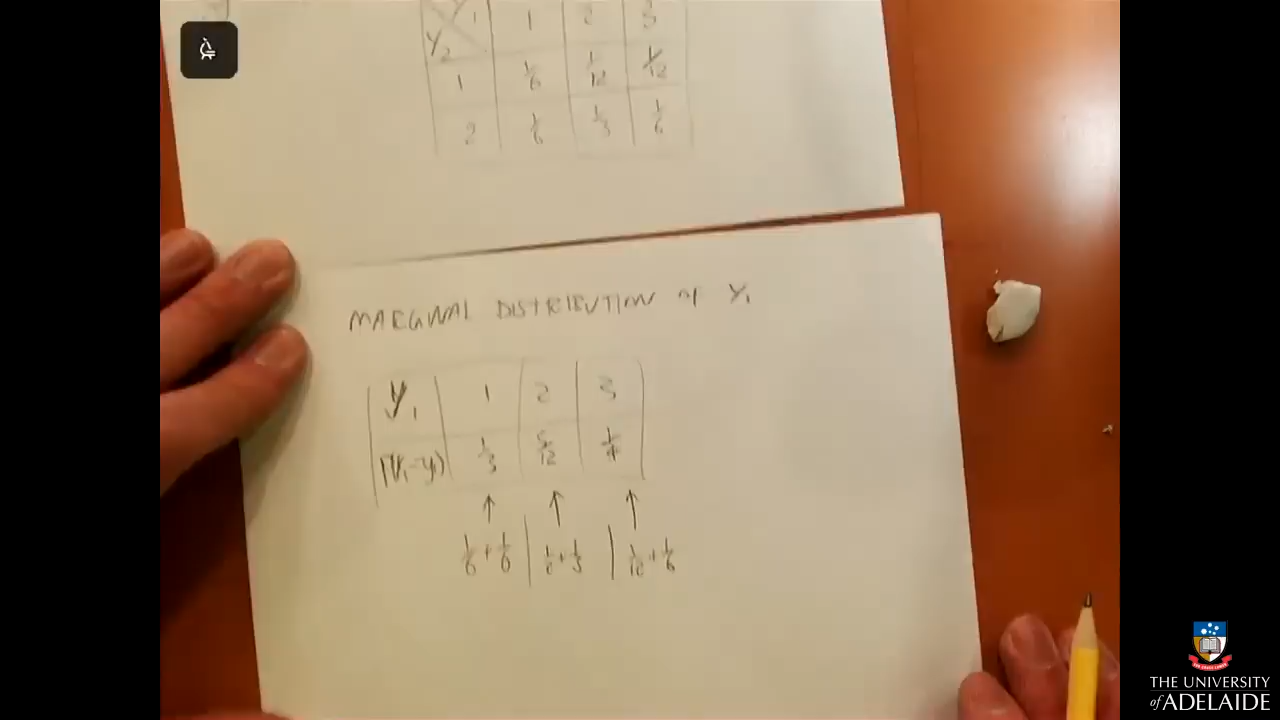 Y₁ 1 2 3
Y₂
1 1/6 1/12 1/12
2 1/6 1/3 1/6
MARGINAL DISTRIBUTION OF Y₁
y₁ 1 2 3
P(Y₁=y₁) 1/3 5/12 1/4
↑ ↑ ↑
1/6 + 1/6 | 1/12 + 1/3 | 1/12 + 1/6
THE UNIVERSITY
of ADELAIDE